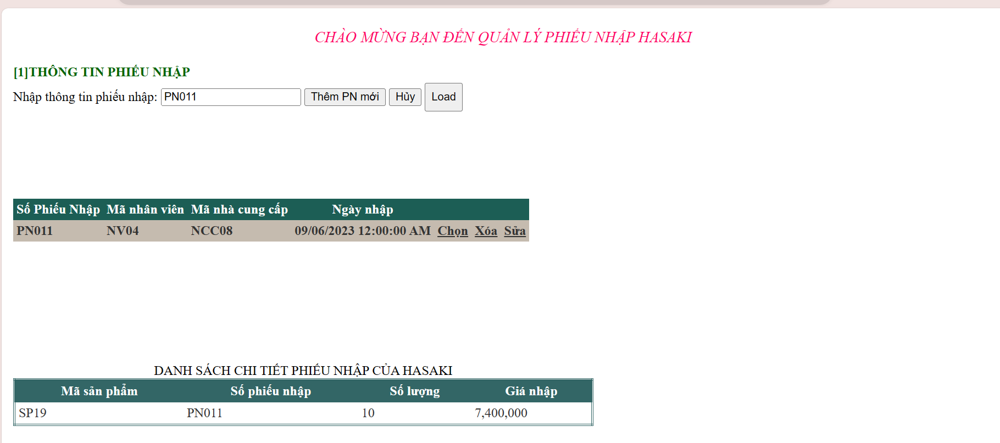 CHÀO MỪNG BẠN ĐẾN QUẢN LÝ PHIẾU NHẬP HASAKI
[1]THÔNG TIN PHIẾU NHẬP
Nhập thông tin phiếu nhập: PN011 Thêm PN mới Hủy Load
Số Phiếu Nhập Mã nhân viên Mã nhà cung cấp Ngày nhập
PN011 NV04 NCC08 09/06/2023 12:00:00 AM Chọn Xóa Sửa
DANH SÁCH CHI TIẾT PHIẾU NHẬP CỦA HASAKI
Mã sản phẩm Số phiếu nhập Số lượng Giá nhập
SP19 PN011 10 7,400,000